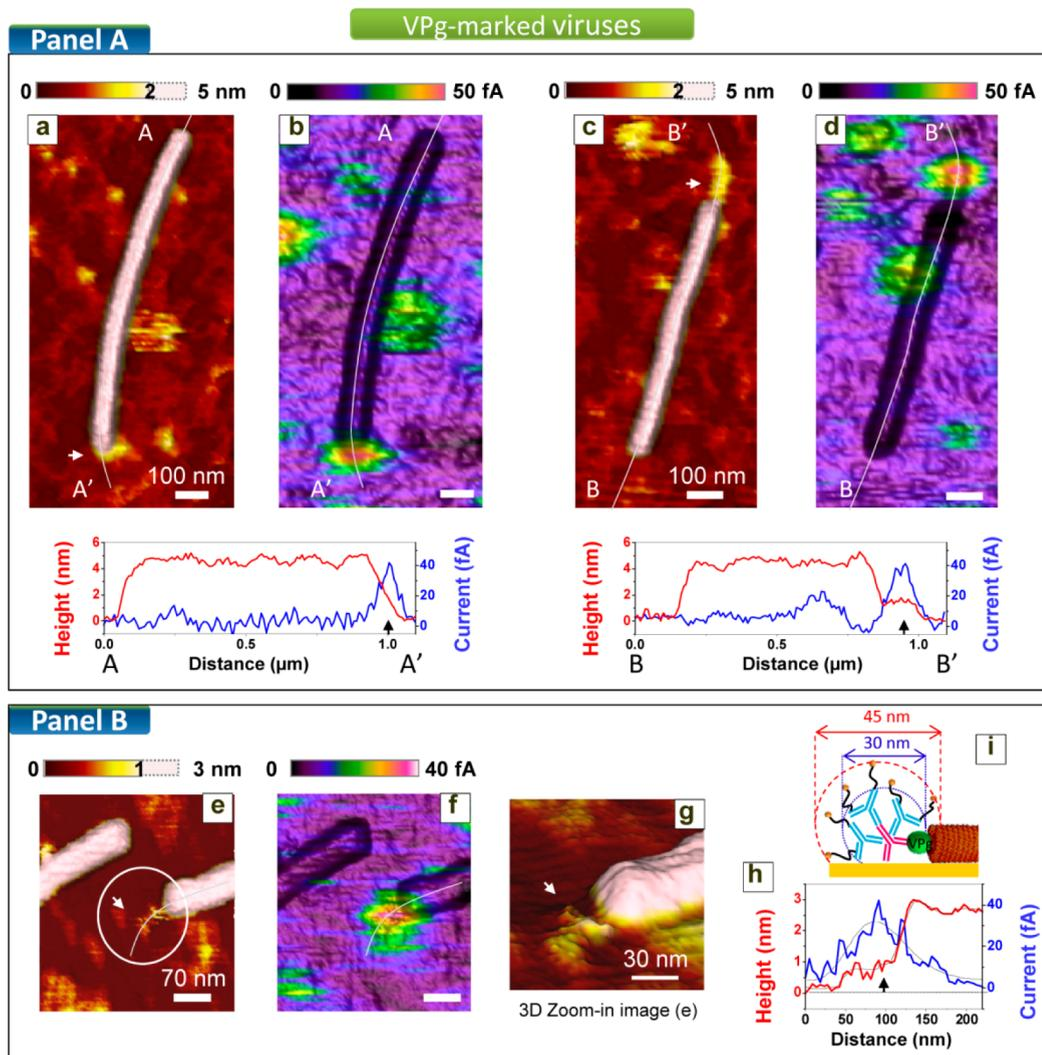 VPg-marked viruses
Panel A
0 2 5 nm
0 50 fA
0 2 5 nm
0 50 fA
a
A
b
A
c
B'
d
B'
100 nm
A'
A'
100 nm
B
B
6
4
2
0
Height (nm)
40
20
0
Current (fA)
0.0 0.5 1.0
A Distance (µm) A'
6
4
2
0
Height (nm)
40
20
0
Current (fA)
0.0 0.5 1.0
B Distance (µm) B'
Panel B
0 1 3 nm
0 40 fA
e
f
g
70 nm
30 nm
3D Zoom-in image (e)
45 nm
30 nm
i
VPg
h
3
2
1
0
Height (nm)
40
20
0
Current (fA)
0 50 100 150 200
Distance (nm)